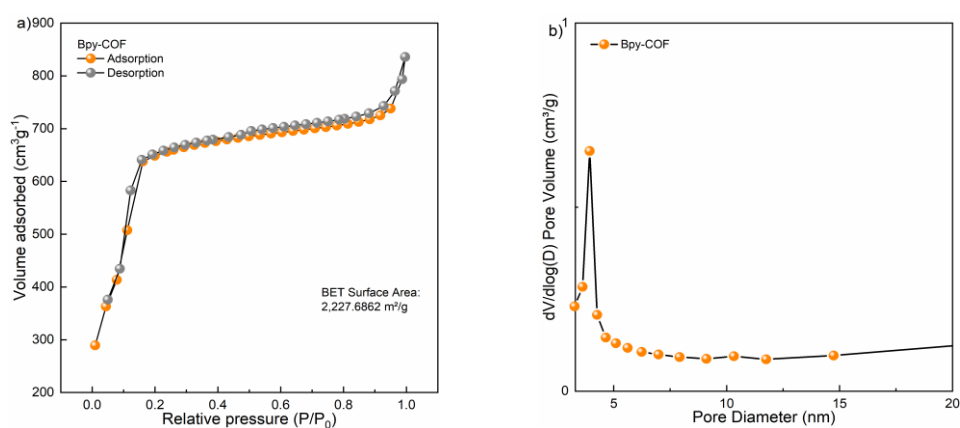 a)
900
800
700
600
500
400
300
200
Volume adsorbed (cm³g⁻¹)
Bpy-COF
Adsorption
Desorption
BET Surface Area:
2,227.6862 m²/g
0.0 0.2 0.4 0.6 0.8 1.0
Relative pressure (P/P₀)
b)
1
0
dV/dlog(D) Pore Volume (cm³/g)
Bpy-COF
5 10 15 20
Pore Diameter (nm)